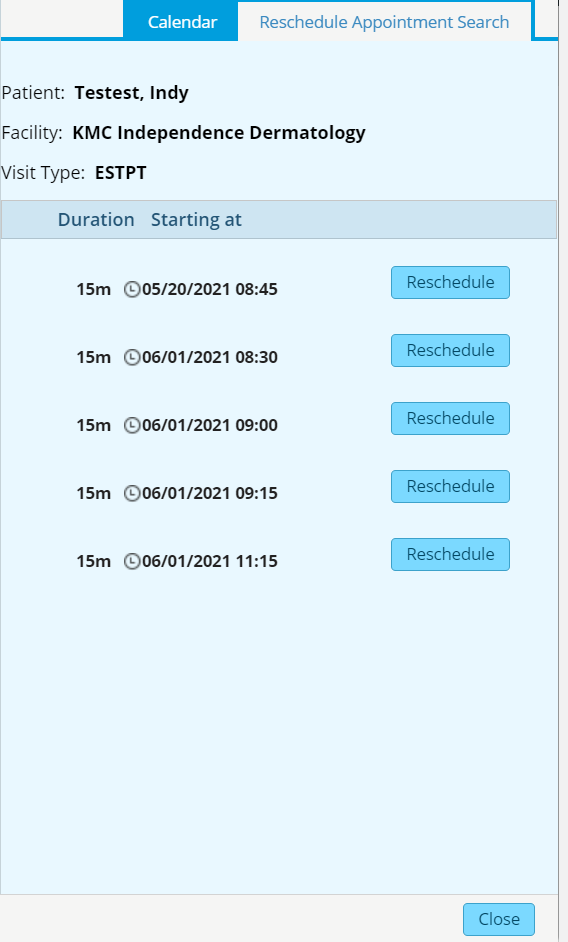 Calendar Reschedule Appointment Search
Patient: Testest, Indy
Facility: KMC Independence Dermatology
Visit Type: ESTPT
Duration Starting at
15m 05/20/2021 08:45 Reschedule
15m 06/01/2021 08:30 Reschedule
15m 06/01/2021 09:00 Reschedule
15m 06/01/2021 09:15 Reschedule
15m 06/01/2021 11:15 Reschedule
Close